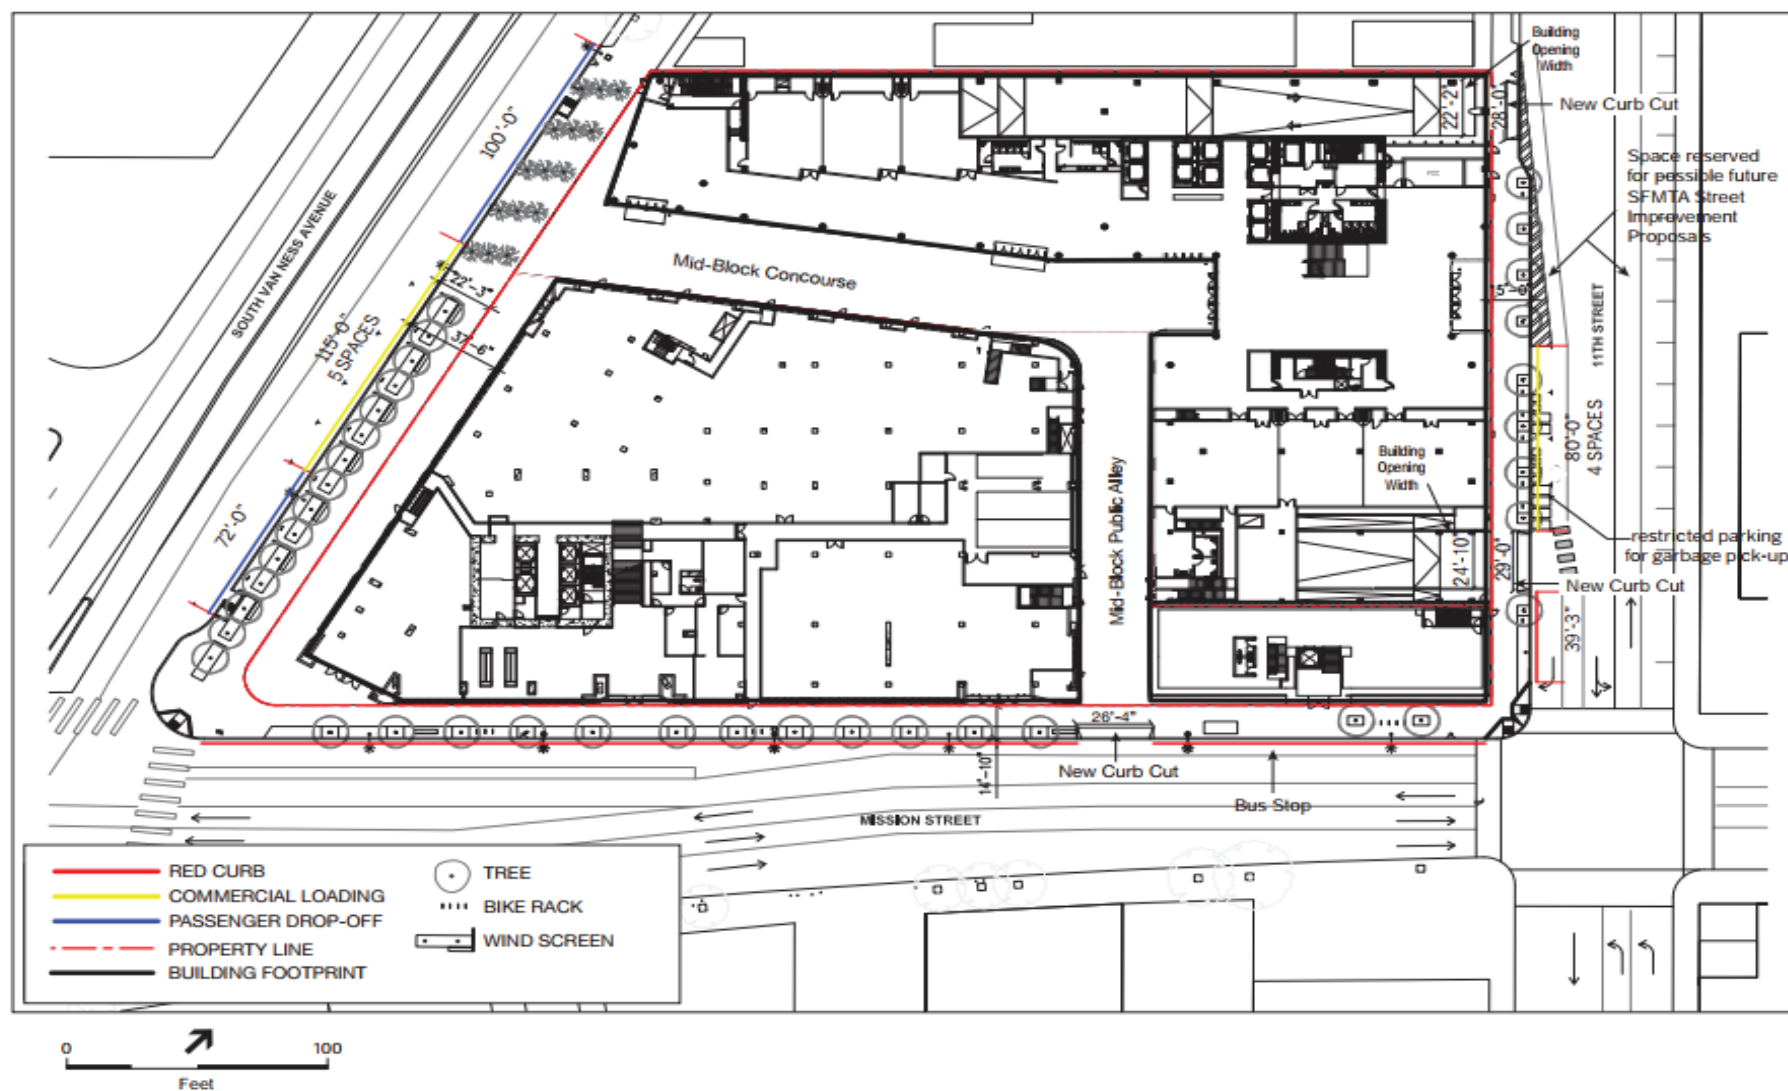 Building
Opening
Width
New Curb Cut
22'-2"
28'-0"
100'-0"
Space reserved
for possible future
SFMTA Street
Improvement
Proposals
SOUTH VAN NESS AVENUE
Mid-Block Concourse
22'-3"
37'-6"
115'-0"
5 SPACES
11TH STREET
80'-0"
4 SPACES
72'-0"
Building
Opening
Width
Mid-Block Public Alley
24'-10"
29'-0"
restricted parking
for garbage pick-up
New Curb Cut
39'-3"
26'-4"
New Curb Cut
14'-10"
Bus Stop
MISSION STREET
RED CURB
COMMERCIAL LOADING
PASSENGER DROP-OFF
PROPERTY LINE
BUILDING FOOTPRINT
TREE
BIKE RACK
WIND SCREEN
0
100
Feet